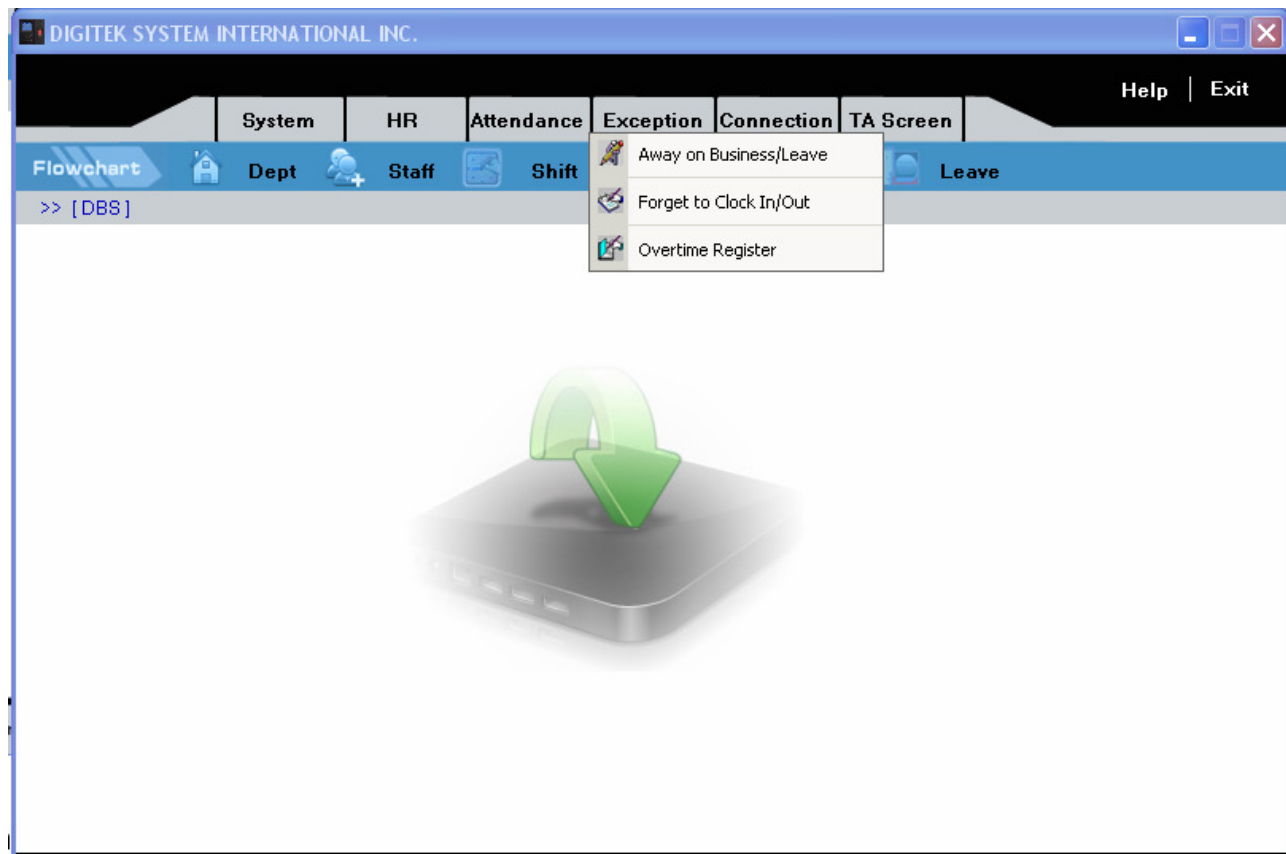 DIGITEK SYSTEM INTERNATIONAL INC.
Help | Exit
System HR Attendance Exception Connection TA Screen
Flowchart Dept Staff Shift Leave
>> [DBS]
Away on Business/Leave
Forget to Clock In/Out
Overtime Register